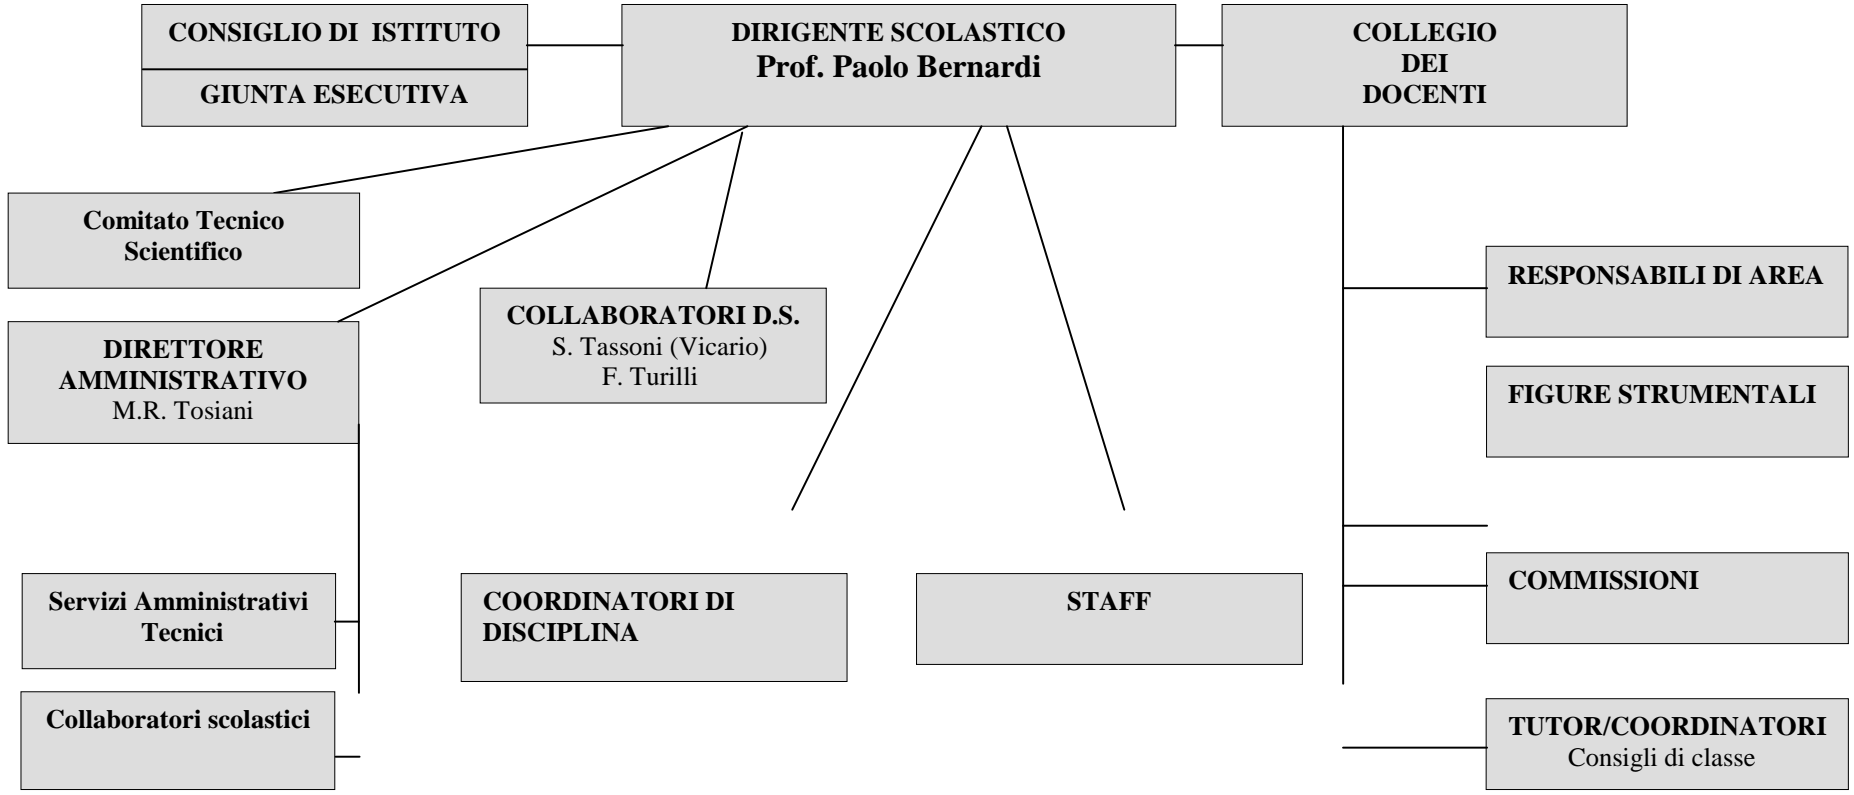 CONSIGLIO DI ISTITUTO
GIUNTA ESECUTIVA
DIRIGENTE SCOLASTICO
Prof. Paolo Bernardi
COLLEGIO
DEI
DOCENTI
Comitato Tecnico
Scientifico
DIRETTORE
AMMINISTRATIVO
M.R. Tosiani
COLLABORATORI D.S.
S. Tassoni (Vicario)
F. Turilli
RESPONSABILI DI AREA
FIGURE STRUMENTALI
Servizi Amministrativi
Tecnici
COORDINATORI DI
DISCIPLINA
STAFF
COMMISSIONI
Collaboratori scolastici
TUTOR/COORDINATORI
Consigli di classe